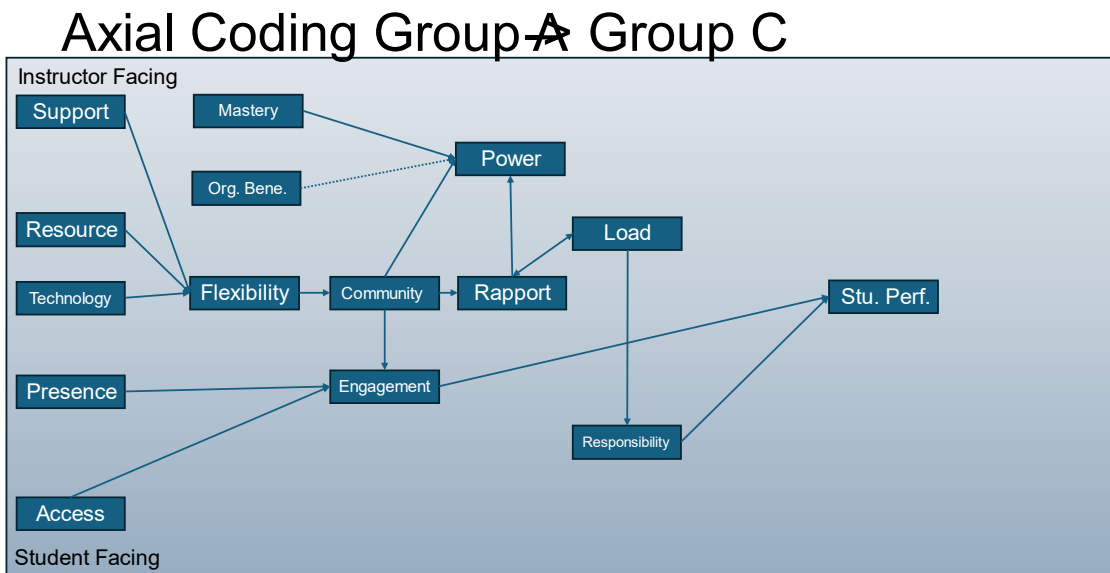 Axial Coding Group A → Group C
Instructor Facing
Support
Mastery
Power
Org. Bene.
Resource
Load
Technology
Flexibility
Community
Rapport
Stu. Perf.
Presence
Engagement
Responsibility
Access
Student Facing